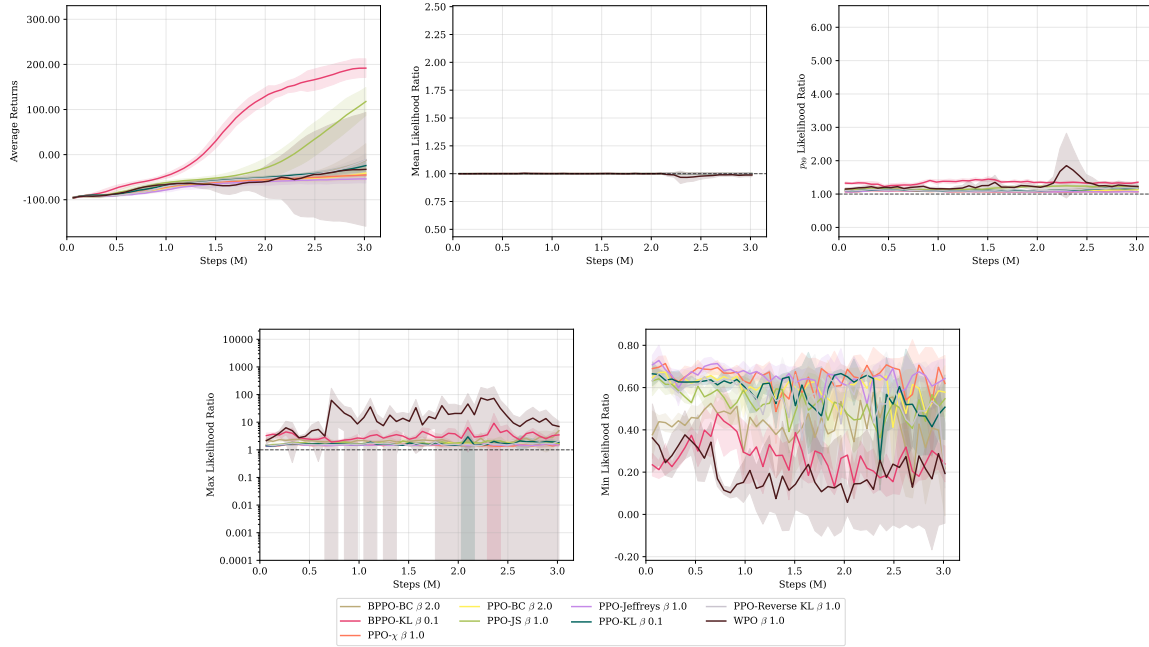 300.00
200.00
100.00
0.00
-100.00
Average Returns
0.0 0.5 1.0 1.5 2.0 2.5 3.0
Steps (M)
2.50
2.25
2.00
1.75
1.50
1.25
1.00
0.75
0.50
Mean Likelihood Ratio
0.0 0.5 1.0 1.5 2.0 2.5 3.0
Steps (M)
6.00
5.00
4.00
3.00
2.00
1.00
0.00
p₉₉ Likelihood Ratio
0.0 0.5 1.0 1.5 2.0 2.5 3.0
Steps (M)
10000
1000
100
10
1
0.1
0.01
0.001
0.0001
Max Likelihood Ratio
0.0 0.5 1.0 1.5 2.0 2.5 3.0
Steps (M)
0.80
0.60
0.40
0.20
0.00
-0.20
Min Likelihood Ratio
0.0 0.5 1.0 1.5 2.0 2.5 3.0
Steps (M)
BPPO-BC β 2.0 PPO-BC β 2.0 PPO-Jeffreys β 1.0 PPO-Reverse KL β 1.0
BPPO-KL β 0.1 PPO-JS β 1.0 PPO-KL β 0.1 WPO β 1.0
PPO-χ β 1.0